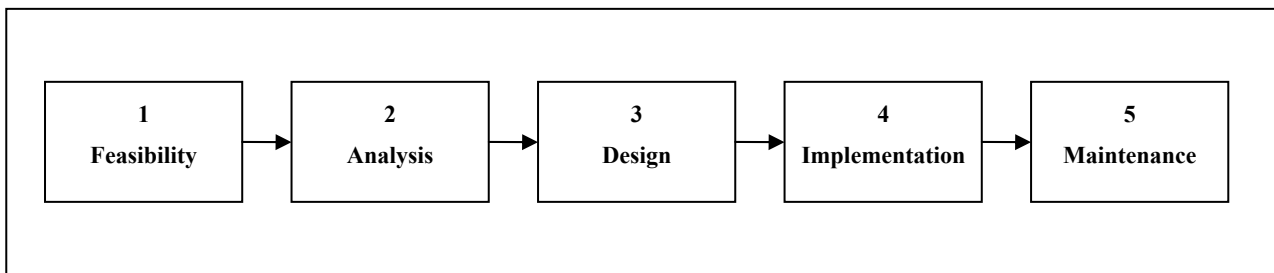 1
Feasibility
2
Analysis
3
Design
4
Implementation
5
Maintenance